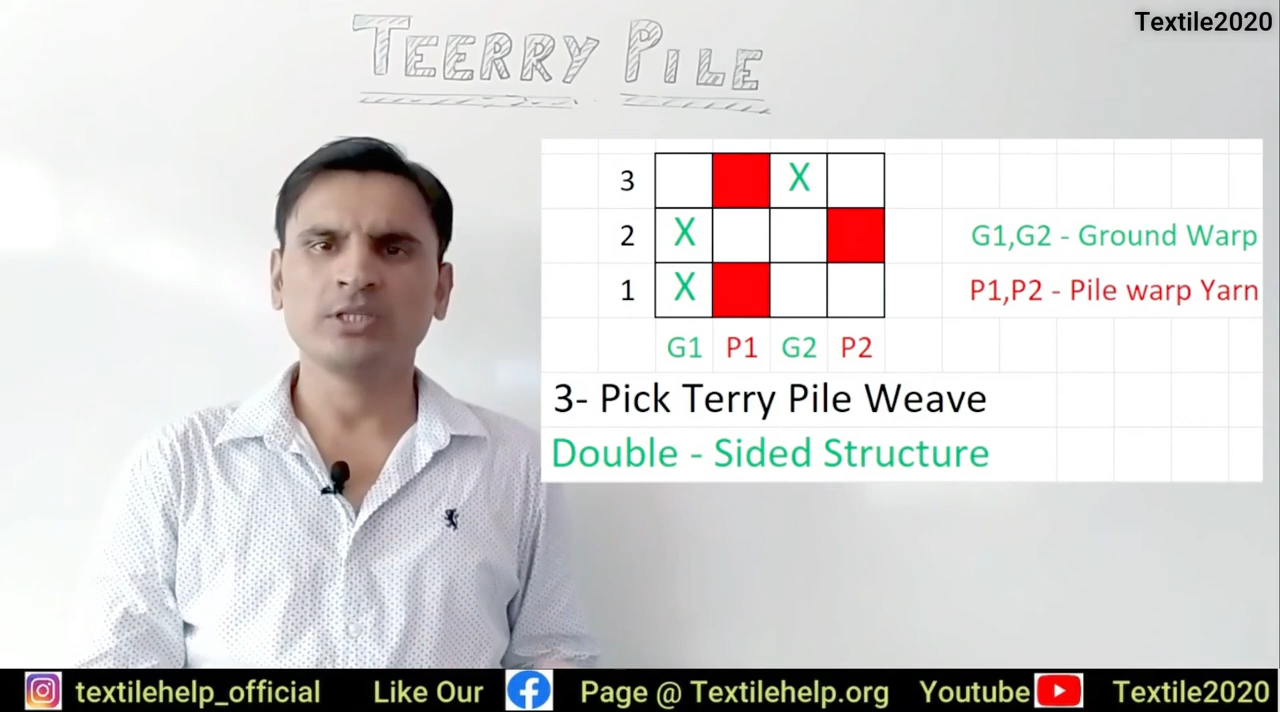 Textile2020
TEERRY PILE
3 X
2 X G1,G2 - Ground Warp
1 X P1,P2 - Pile warp Yarn
G1 P1 G2 P2
3- Pick Terry Pile Weave
Double - Sided Structure
textilehelp_official Like Our Page @ Textilehelp.org Youtube Textile2020